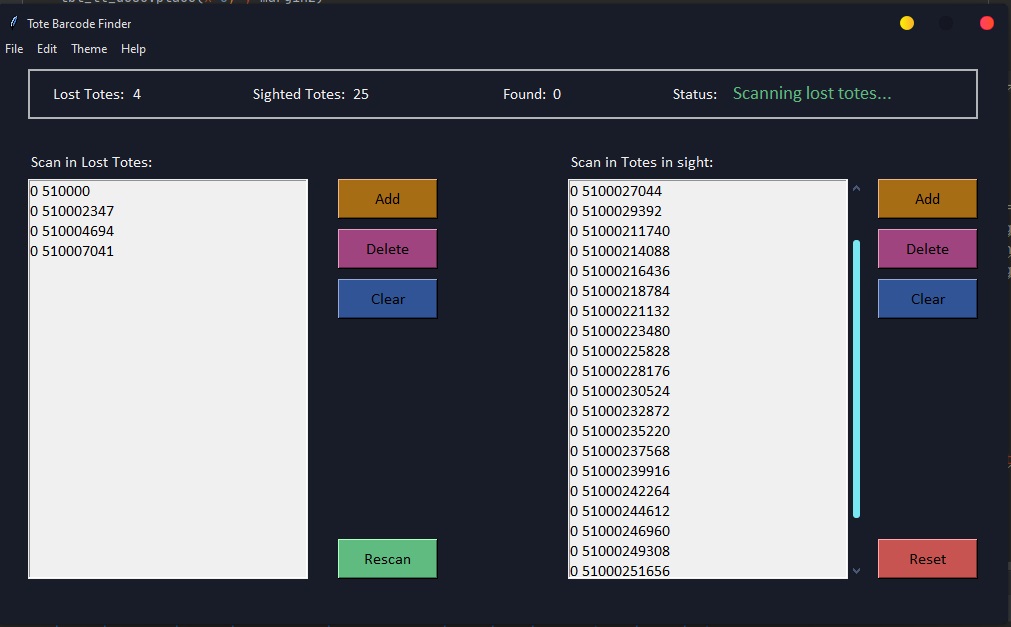 Tote Barcode Finder
File Edit Theme Help
Lost Totes: 4 Sighted Totes: 25 Found: 0 Status: Scanning lost totes...
Scan in Lost Totes:
0 510000
0 510002347
0 510004694
0 510007041
Add
Delete
Clear
Rescan
Scan in Totes in sight:
0 5100027044
0 5100029392
0 51000211740
0 51000214088
0 51000216436
0 51000218784
0 51000221132
0 51000223480
0 51000225828
0 51000228176
0 51000230524
0 51000232872
0 51000235220
0 51000237568
0 51000239916
0 51000242264
0 51000244612
0 51000246960
0 51000249308
0 51000251656
Add
Delete
Clear
Reset